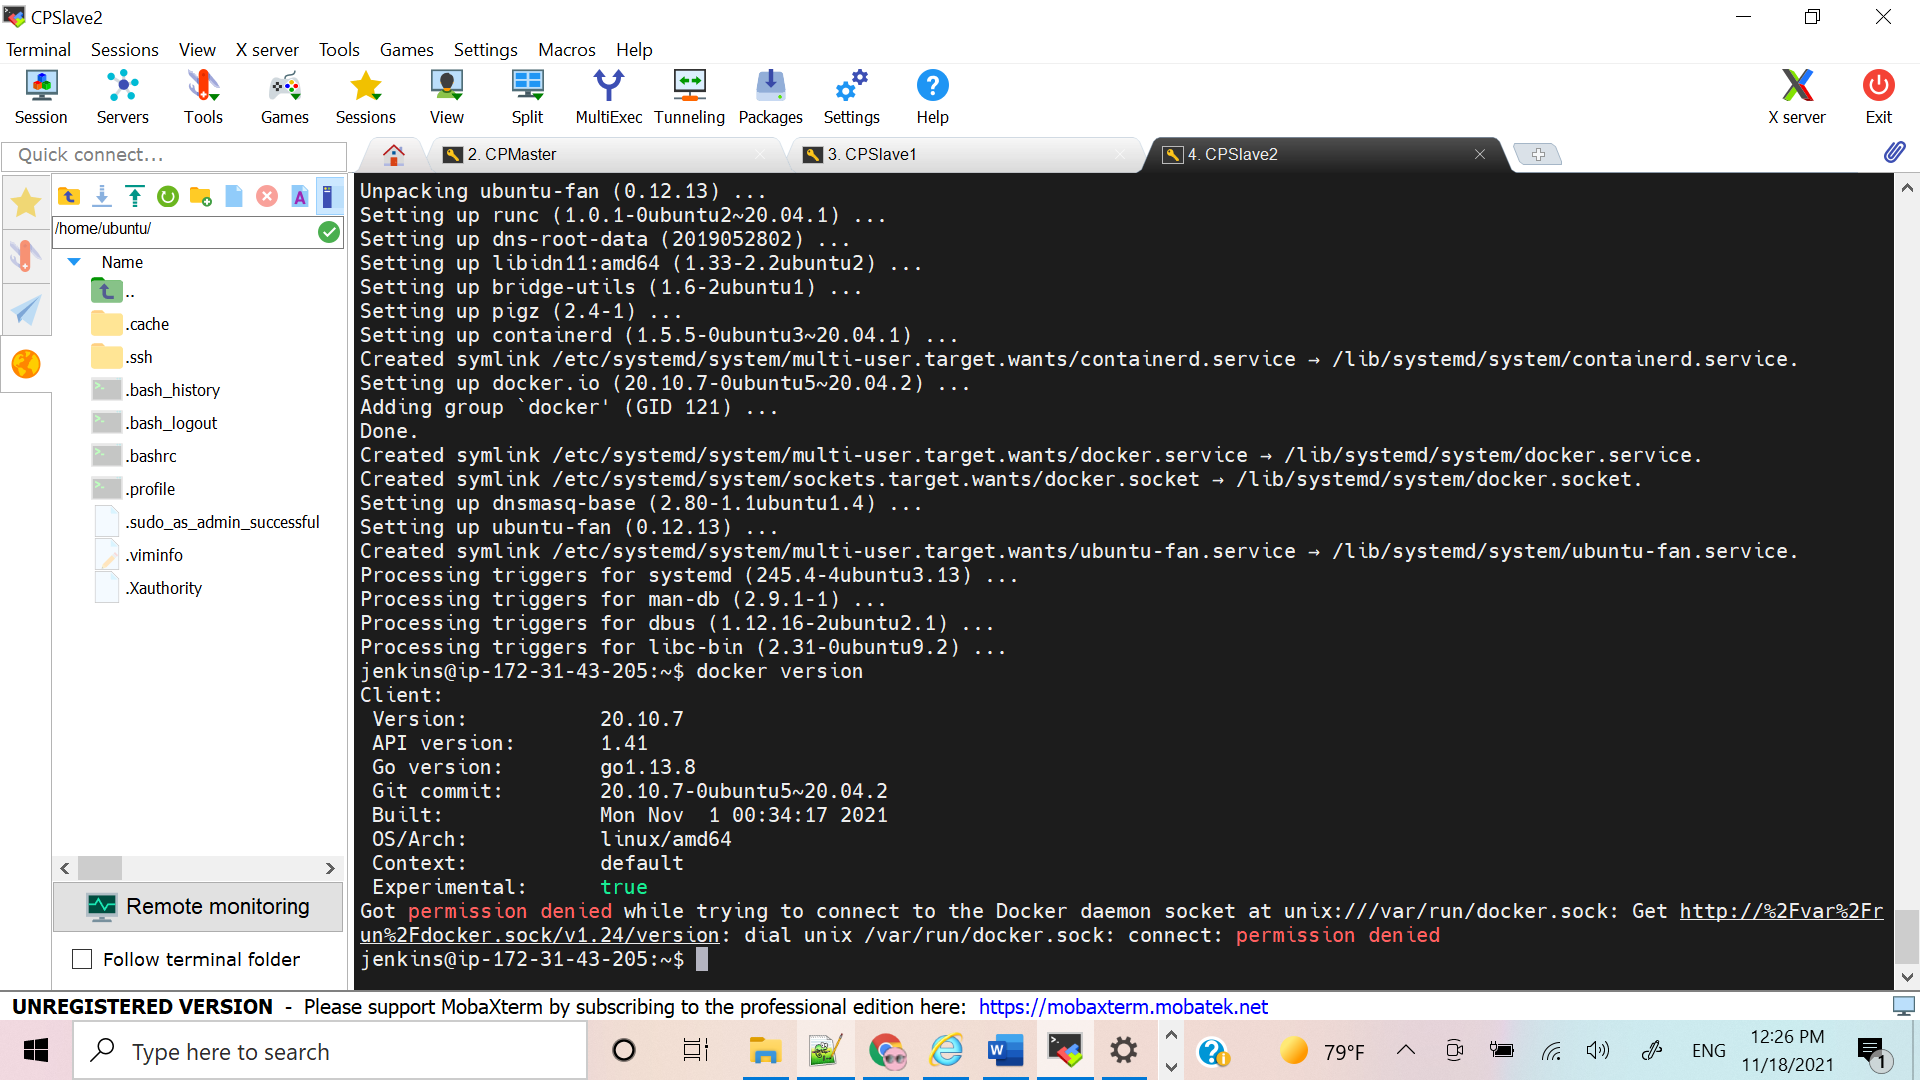 CPSlave2
Terminal Sessions View X server Tools Games Settings Macros Help
Session Servers Tools Games Sessions View Split MultiExec Tunneling Packages Settings Help X server Exit
Quick connect...
2. CPMaster
3. CPSlave1
4. CPSlave2
/home/ubuntu/
Name
..
.cache
.ssh
.bash_history
.bash_logout
.bashrc
.profile
.sudo_as_admin_successful
.viminfo
.Xauthority
Remote monitoring
Follow terminal folder
Unpacking ubuntu-fan (0.12.13) ...
Setting up runc (1.0.1-0ubuntu2~20.04.1) ...
Setting up dns-root-data (2019052802) ...
Setting up libidn11:amd64 (1.33-2.2ubuntu2) ...
Setting up bridge-utils (1.6-2ubuntu1) ...
Setting up pigz (2.4-1) ...
Setting up containerd (1.5.5-0ubuntu3~20.04.1) ...
Created symlink /etc/systemd/system/multi-user.target.wants/containerd.service → /lib/systemd/system/containerd.service.
Setting up docker.io (20.10.7-0ubuntu5~20.04.2) ...
Adding group `docker' (GID 121) ...
Done.
Created symlink /etc/systemd/system/multi-user.target.wants/docker.service → /lib/systemd/system/docker.service.
Created symlink /etc/systemd/system/sockets.target.wants/docker.socket → /lib/systemd/system/docker.socket.
Setting up dnsmasq-base (2.80-1.1ubuntu1.4) ...
Setting up ubuntu-fan (0.12.13) ...
Created symlink /etc/systemd/system/multi-user.target.wants/ubuntu-fan.service → /lib/systemd/system/ubuntu-fan.service.
Processing triggers for systemd (245.4-4ubuntu3.13) ...
Processing triggers for man-db (2.9.1-1) ...
Processing triggers for dbus (1.12.16-2ubuntu2.1) ...
Processing triggers for libc-bin (2.31-0ubuntu9.2) ...
jenkins@ip-172-31-43-205:~$ docker version
Client:
Version: 20.10.7
API version: 1.41
Go version: go1.13.8
Git commit: 20.10.7-0ubuntu5~20.04.2
Built: Mon Nov  1 00:34:17 2021
OS/Arch: linux/amd64
Context: default
Experimental: true
Got permission denied while trying to connect to the Docker daemon socket at unix:///var/run/docker.sock: Get http://%2Fvar%2Fr
un%2Fdocker.sock/v1.24/version: dial unix /var/run/docker.sock: connect: permission denied
jenkins@ip-172-31-43-205:~$
UNREGISTERED VERSION - Please support MobaXterm by subscribing to the professional edition here: https://mobaxterm.mobatek.net
Type here to search
79°F
ENG
12:26 PM
11/18/2021
1